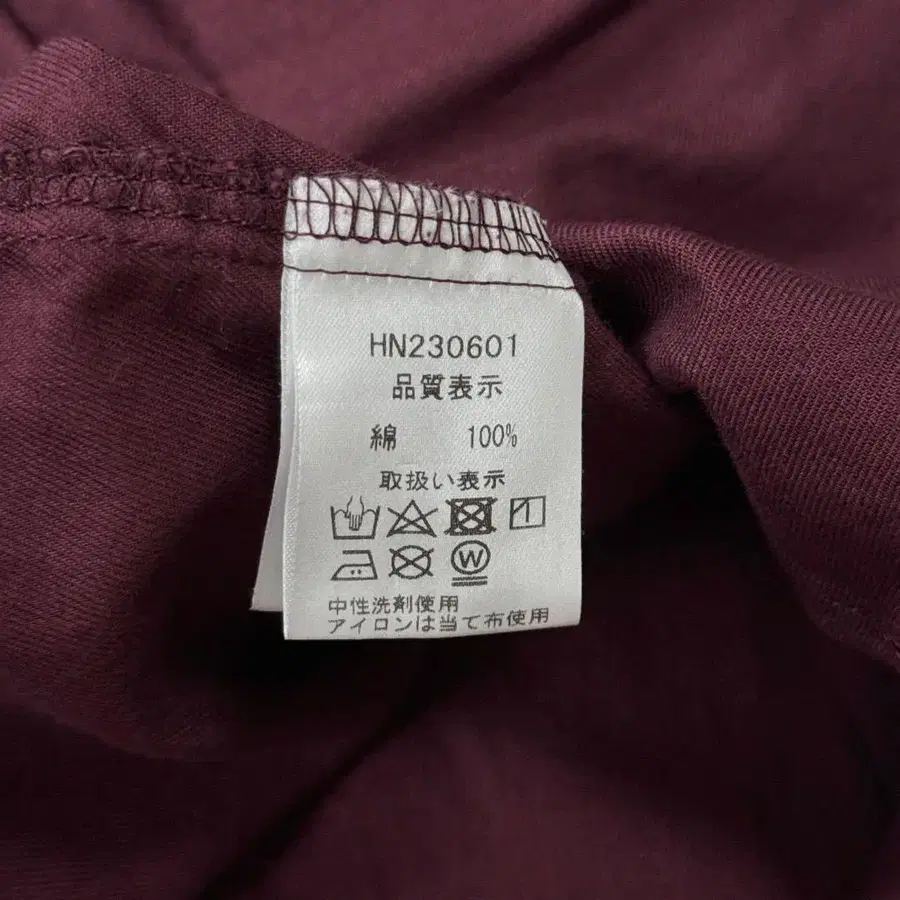 HN230601
品質表示
綿 100%
取扱い表示
W
中性洗剤使用
アイロンは当て布使用